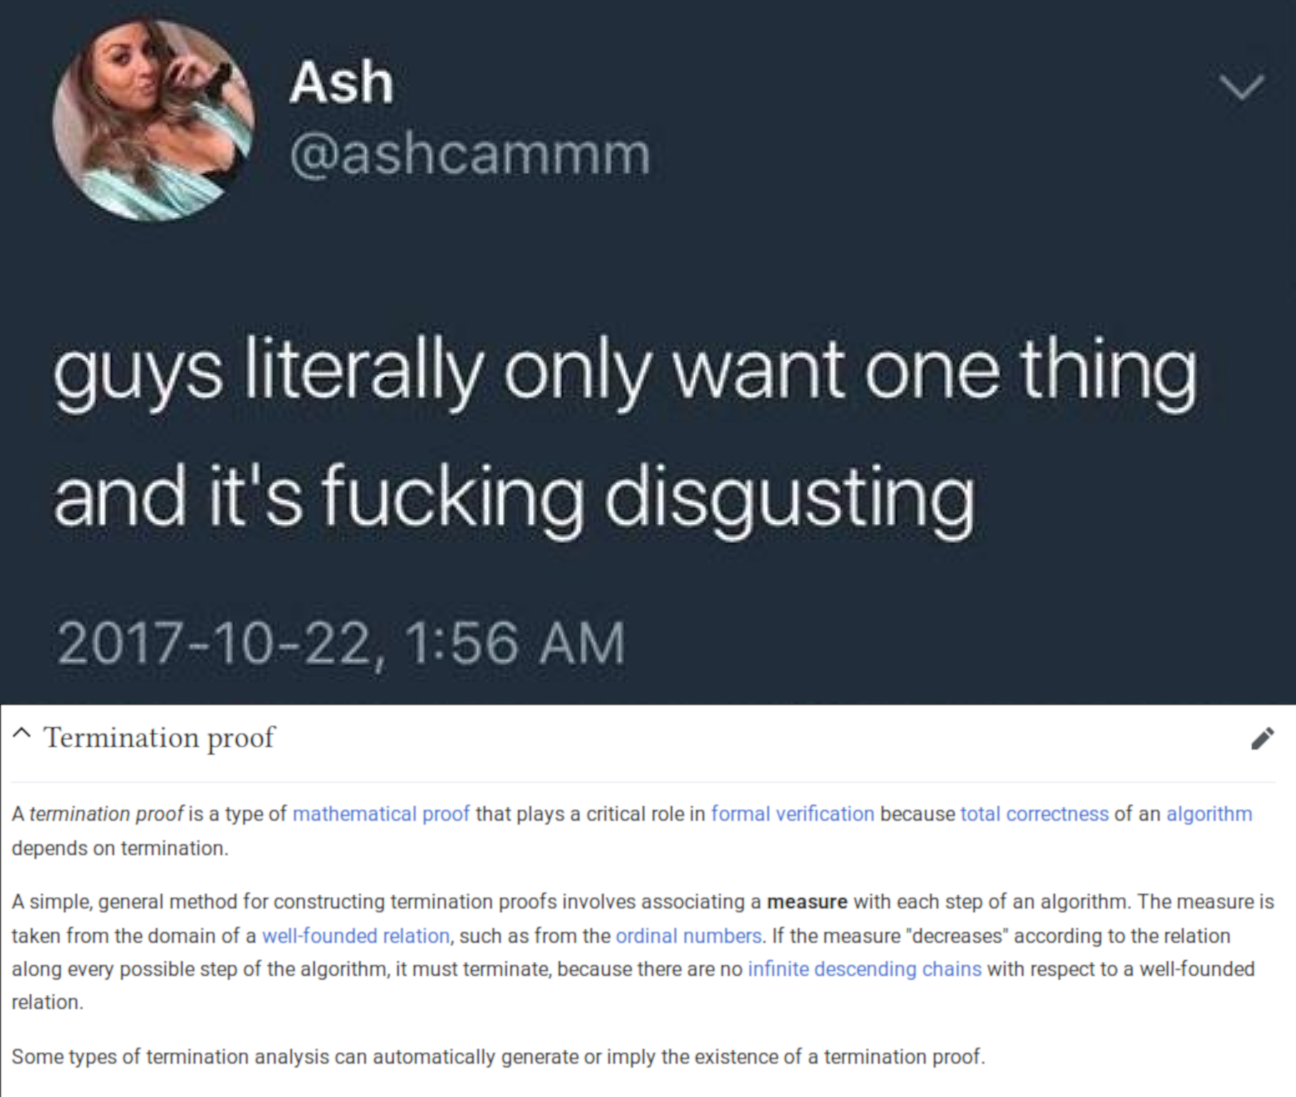 Ash
@ashcammm
guys literally only want one thing
and it's fucking disgusting
2017-10-22, 1:56 AM
Termination proof
A termination proof is a type of mathematical proof that plays a critical role in formal verification because total correctness of an algorithm
depends on termination.
A simple, general method for constructing termination proofs involves associating a measure with each step of an algorithm. The measure is
taken from the domain of a well-founded relation, such as from the ordinal numbers. If the measure "decreases" according to the relation
along every possible step of the algorithm, it must terminate, because there are no infinite descending chains with respect to a well-founded
relation.
Some types of termination analysis can automatically generate or imply the existence of a termination proof.